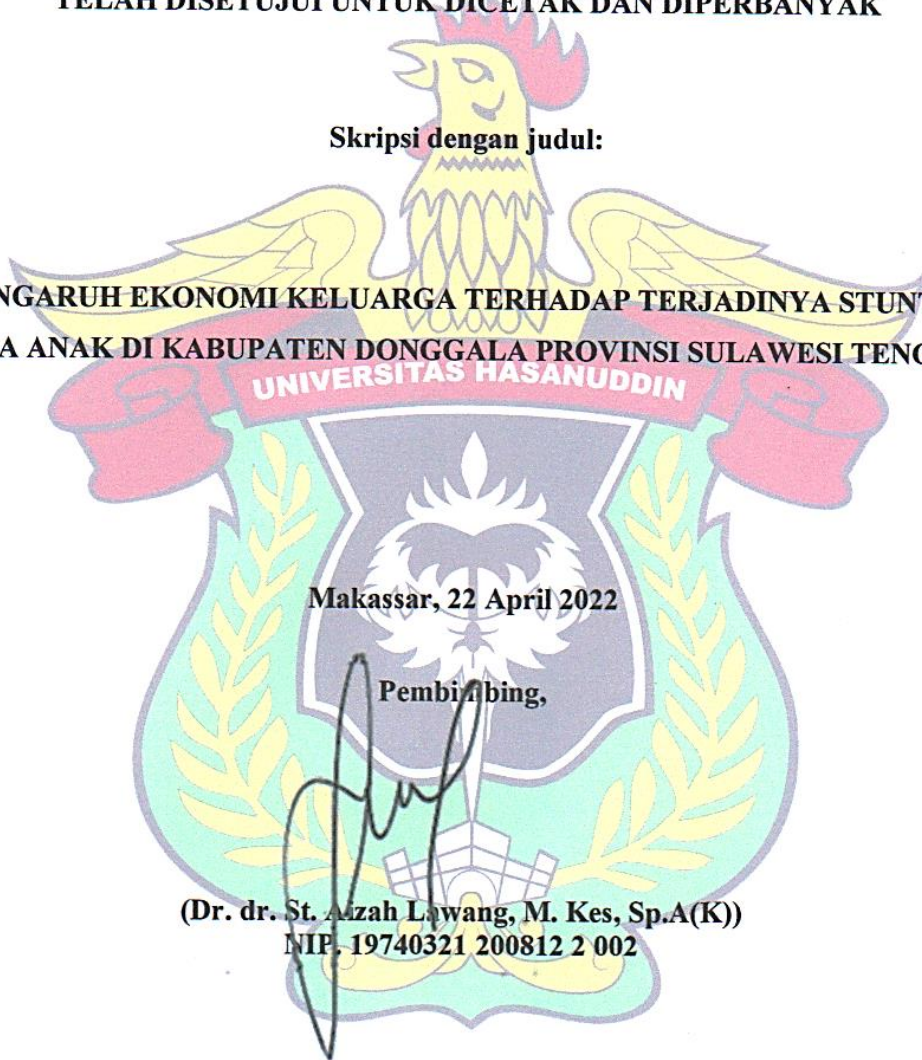 TELAH DISETUJUI UNTUK DICETAK DAN DIPERBANYAK
Skripsi dengan judul:
NGARUH EKONOMI KELUARGA TERHADAP TERJADINYA STUNT
A ANAK DI KABUPATEN DONGGALA PROVINSI SULAWESI TENG
UNIVERSITAS HASANUDDIN
Makassar, 22 April 2022
Pembimbing,
(Dr. dr. St. Aizah Lawang, M. Kes, Sp.A(K))
NIP. 19740321 200812 2 002